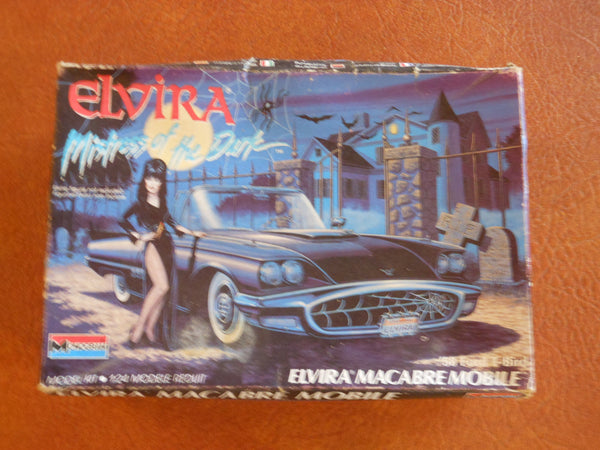 ELVIRA
Mistress of the Dark
Monogram
MODEL KIT • 1:24 MODELE REDUIT
'58 Ford T-Bird
ELVIRA MACABRE MOBILE
ELVIRA MACABRE MOBILE